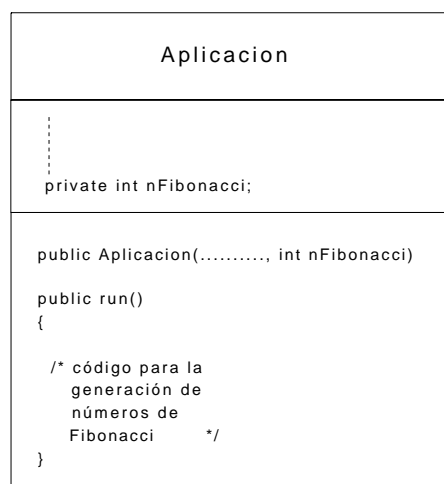 Aplicacion
private int nFibonacci;
public Aplicacion(.........., int nFibonacci)
public run()
{
/* código para la
generación de
números de
Fibonacci */
}